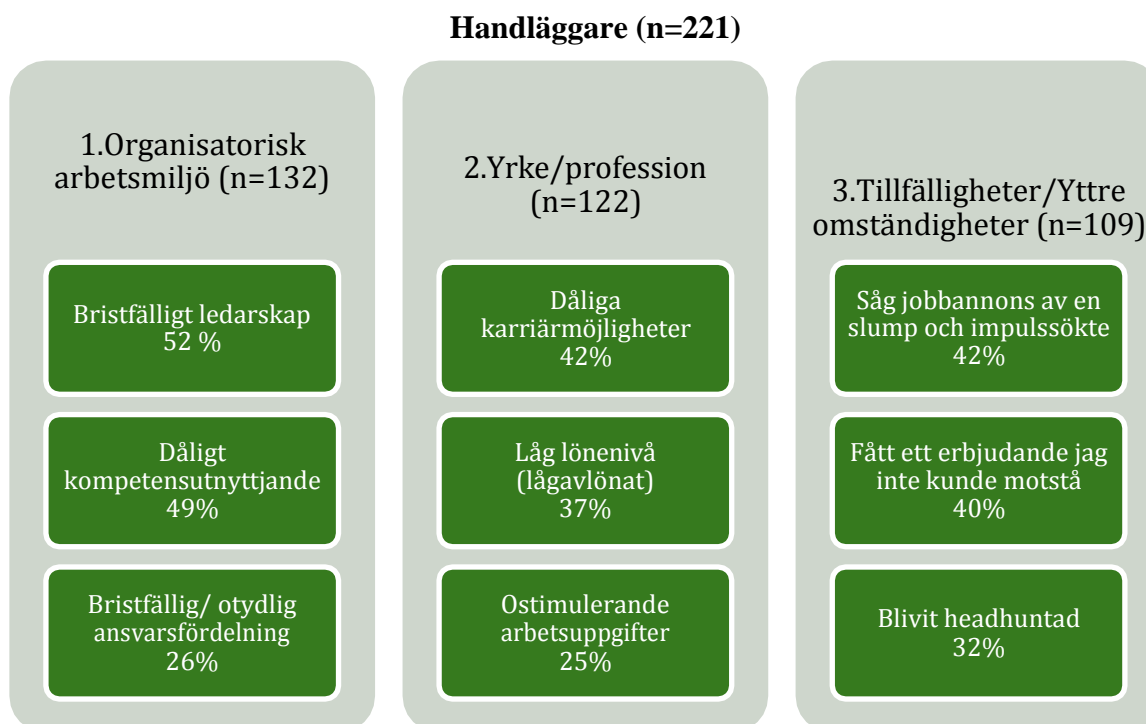 Handläggare (n=221)
1.Organisatorisk
arbetsmiljö (n=132)
Bristfälligt ledarskap
52 %
Dåligt
kompetensutnyttjande
49%
Bristfällig/ otydlig
ansvarsfördelning
26%
2.Yrke/profession
(n=122)
Dåliga
karriärmöjligheter
42%
Låg lönenivå
(lågavlönat)
37%
Ostimulerande
arbetsuppgifter
25%
3.Tillfälligheter/Yttre
omständigheter (n=109)
Såg jobbannons av en
slump och impulssökte
42%
Fått ett erbjudande jag
inte kunde motstå
40%
Blivit headhuntad
32%